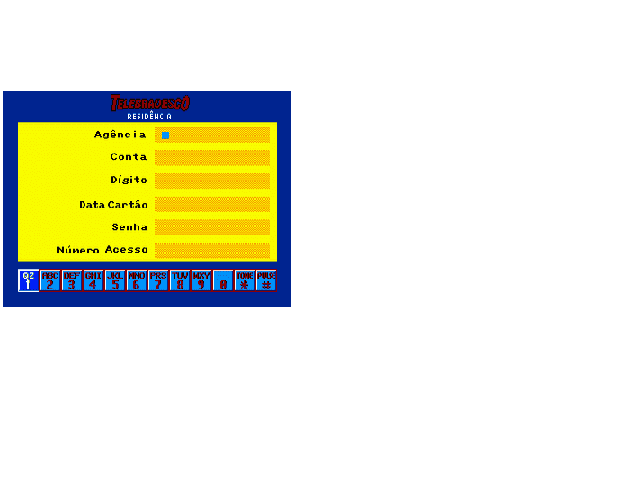 TELEBRADESCO
RESIDÊNCIA
Agência
Conta
Dígito
Data Cartão
Senha
Número Acesso
QZ ABC DEF GHI JKL MNO PRS TUV WXY TONE PULSE
1 2 3 4 5 6 7 8 9 0 * #